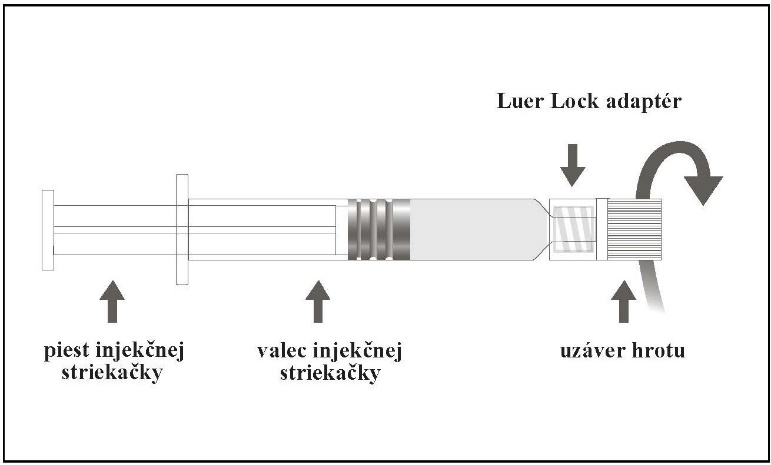 Luer Lock adaptér
piest injekčnej
striekačky
valec injekčnej
striekačky
uzáver hrotu